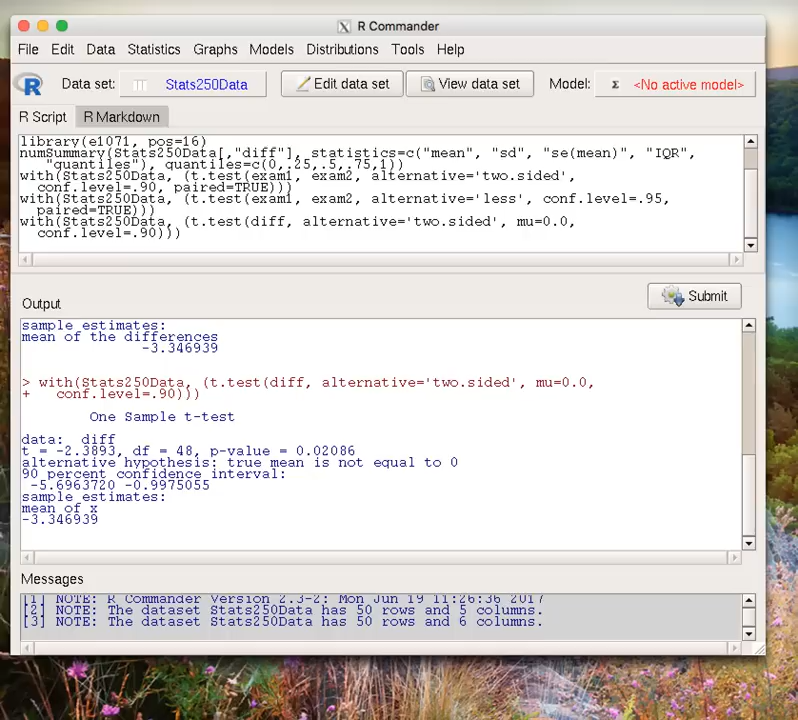 R Commander
File Edit Data Statistics Graphs Models Distributions Tools Help
R Data set: Stats250Data Edit data set View data set Model: Σ <No active model>
R Script R Markdown
library(e1071, pos=16)
numSummary(Stats250Data[,"diff"], statistics=c("mean", "sd", "se(mean)", "IQR",
"quantiles"), quantiles=c(0,.25,.5,.75,1))
with(Stats250Data, (t.test(exam1, exam2, alternative='two.sided',
conf.level=.90, paired=TRUE)))
with(Stats250Data, (t.test(exam1, exam2, alternative='less', conf.level=.95,
paired=TRUE)))
with(Stats250Data, (t.test(diff, alternative='two.sided', mu=0.0,
conf.level=.90)))
Output
Submit
sample estimates:
mean of the differences
-3.346939
> with(Stats250Data, (t.test(diff, alternative='two.sided', mu=0.0,
+ conf.level=.90)))
One Sample t-test
data: diff
t = -2.3893, df = 48, p-value = 0.02086
alternative hypothesis: true mean is not equal to 0
90 percent confidence interval:
-5.6963720 -0.9975055
sample estimates:
mean of x
-3.346939
Messages
[1] NOTE: R Commander Version 2.3-2: Mon Jun 19 11:26:36 2017
[2] NOTE: The dataset Stats250Data has 50 rows and 5 columns.
[3] NOTE: The dataset Stats250Data has 50 rows and 6 columns.